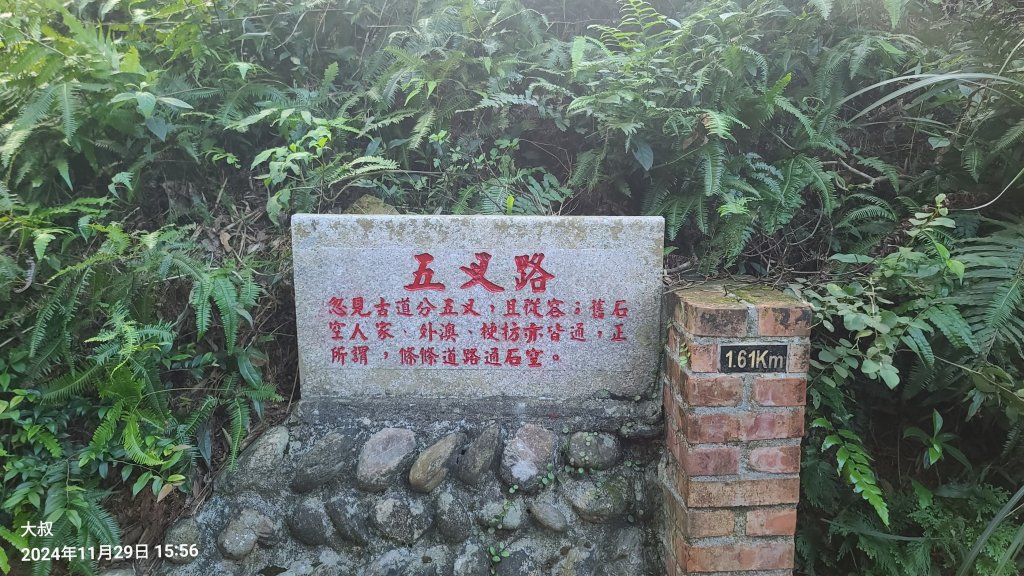 五叉路
忽見古道分五叉，且從容；舊石
空人家、外澳、梗枋亦皆通，正
所謂，條條道路通石空。
1.61Km
大叔
2024年11月29日 15:56